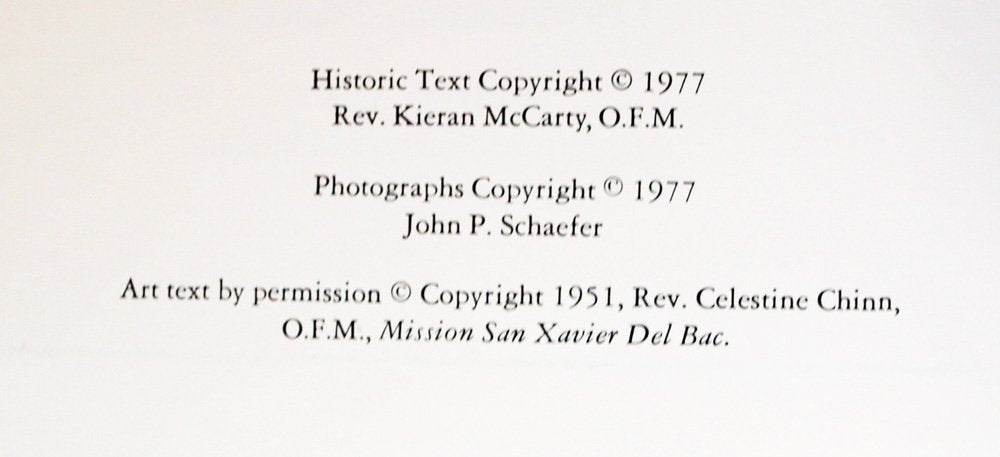 Historic Text Copyright © 1977
Rev. Kieran McCarty, O.F.M.
Photographs Copyright © 1977
John P. Schaefer
Art text by permission © Copyright 1951, Rev. Celestine Chinn,
O.F.M., Mission San Xavier Del Bac.